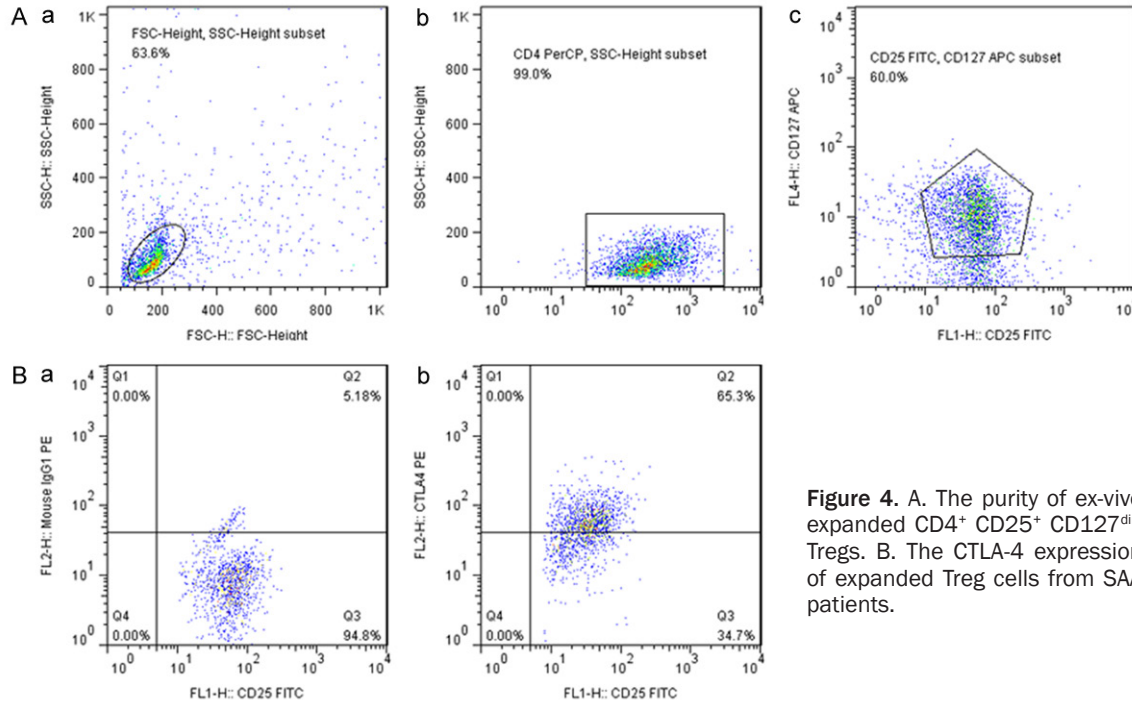 A a
FSC-Height, SSC-Height subset
63.6%
1K
800
600
400
200
0
SSC-H:: SSC-Height
0 200 400 600 800 1K
FSC-H:: FSC-Height
b
CD4 PerCP, SSC-Height subset
99.0%
1K
800
600
400
200
0
SSC-H:: SSC-Height
10^0 10^1 10^2 10^3 10^4
c
CD25 FITC, CD127 APC subset
60.0%
10^4
10^3
10^2
10^1
10^0
FL4-H:: CD127 APC
10^0 10^1 10^2 10^3
FL1-H:: CD25 FITC
B a
Q1
0.00%
Q2
5.18%
Q4
0.00%
Q3
94.8%
10^4
10^3
10^2
10^1
10^0
FL2-H:: Mouse IgG1 PE
10^0 10^1 10^2 10^3 10^4
FL1-H:: CD25 FITC
b
Q1
0.00%
Q2
65.3%
Q4
0.00%
Q3
34.7%
10^4
10^3
10^2
10^1
10^0
FL2-H:: CTLA4 PE
10^0 10^1 10^2 10^3 10^4
FL1-H:: CD25 FITC
Figure 4. A. The purity of ex-vive
expanded CD4+ CD25+ CD127di
Tregs. B. The CTLA-4 expression
of expanded Treg cells from SAA
patients.